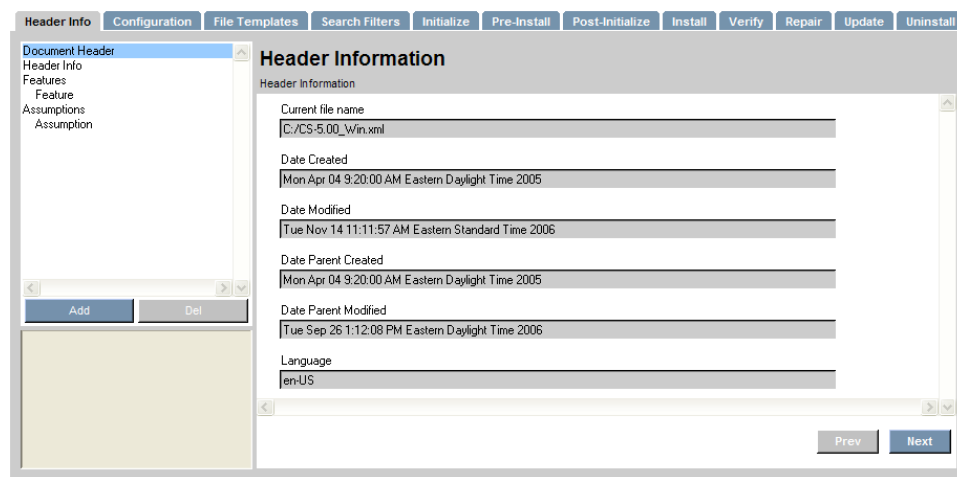 Header Info Configuration File Templates Search Filters Initialize Pre-Install Post-Initialize Install Verify Repair Update Uninstall
Document Header
Header Info
Features
Feature
Assumptions
Assumption
Add Del
Header Information
Header Information
Current file name
C:/CS-5.00_Win.xml
Date Created
Mon Apr 04 9:20:00 AM Eastern Daylight Time 2005
Date Modified
Tue Nov 14 11:11:57 AM Eastern Standard Time 2006
Date Parent Created
Mon Apr 04 9:20:00 AM Eastern Daylight Time 2005
Date Parent Modified
Tue Sep 26 1:12:08 PM Eastern Daylight Time 2006
Language
en-US
Prev Next